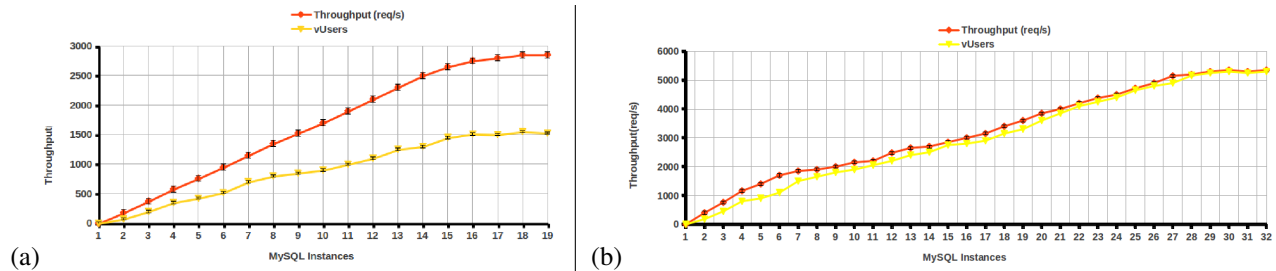 Throughput (req/s)
vUsers
3000
2500
2000
1500
1000
500
0
Throughput
1 2 3 4 5 6 7 8 9 10 11 12 13 14 15 16 17 18 19
MySQL Instances
(a)
Throughput (req/s)
vUsers
6000
5000
4000
3000
2000
1000
0
Throughput(req/s)
1 2 3 4 5 6 7 8 9 10 11 12 13 14 15 16 17 18 19 20 21 22 23 24 25 26 27 28 29 30 31 32
MySQL Instances
(b)